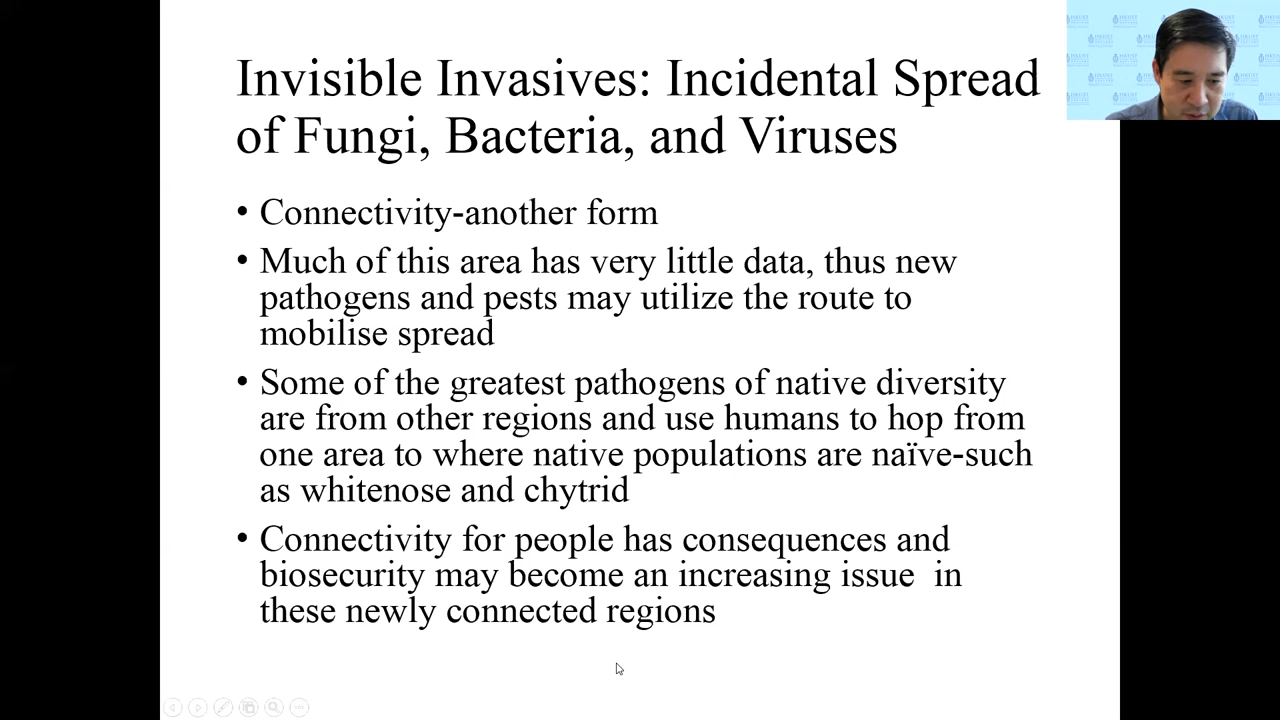 Invisible Invasives: Incidental Spread
of Fungi, Bacteria, and Viruses
• Connectivity-another form
• Much of this area has very little data, thus new
pathogens and pests may utilize the route to
mobilise spread
• Some of the greatest pathogens of native diversity
are from other regions and use humans to hop from
one area to where native populations are naïve-such
as whitenose and chytrid
• Connectivity for people has consequences and
biosecurity may become an increasing issue  in
these newly connected regions